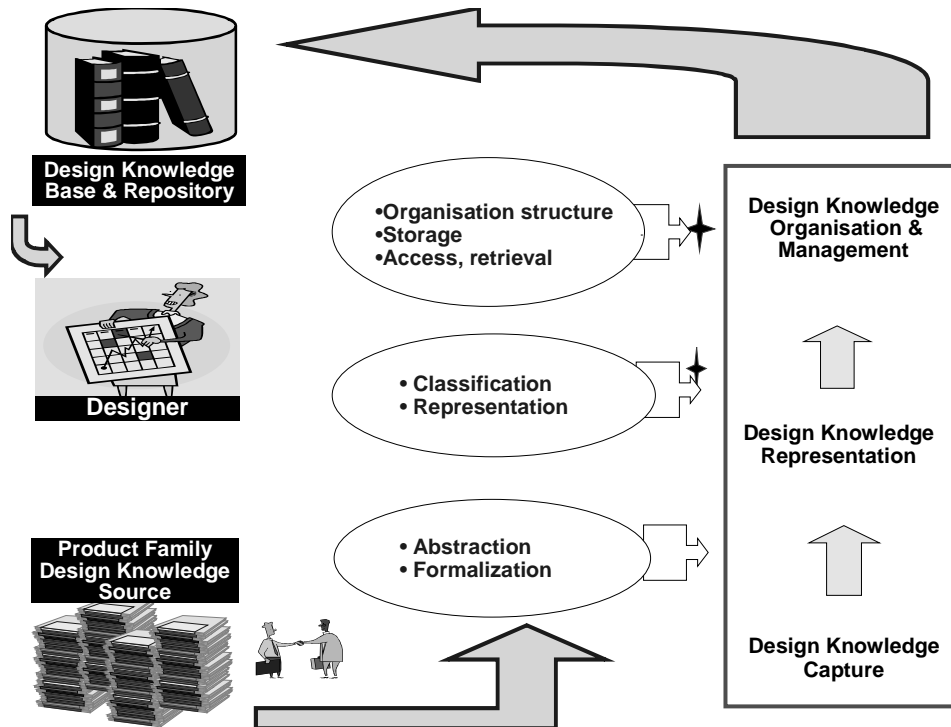 Design Knowledge
Base & Repository
•Organisation structure
•Storage
•Access, retrieval
Design Knowledge
Organisation &
Management
Designer
• Classification
• Representation
Design Knowledge
Representation
Product Family
Design Knowledge
Source
• Abstraction
• Formalization
Design Knowledge
Capture